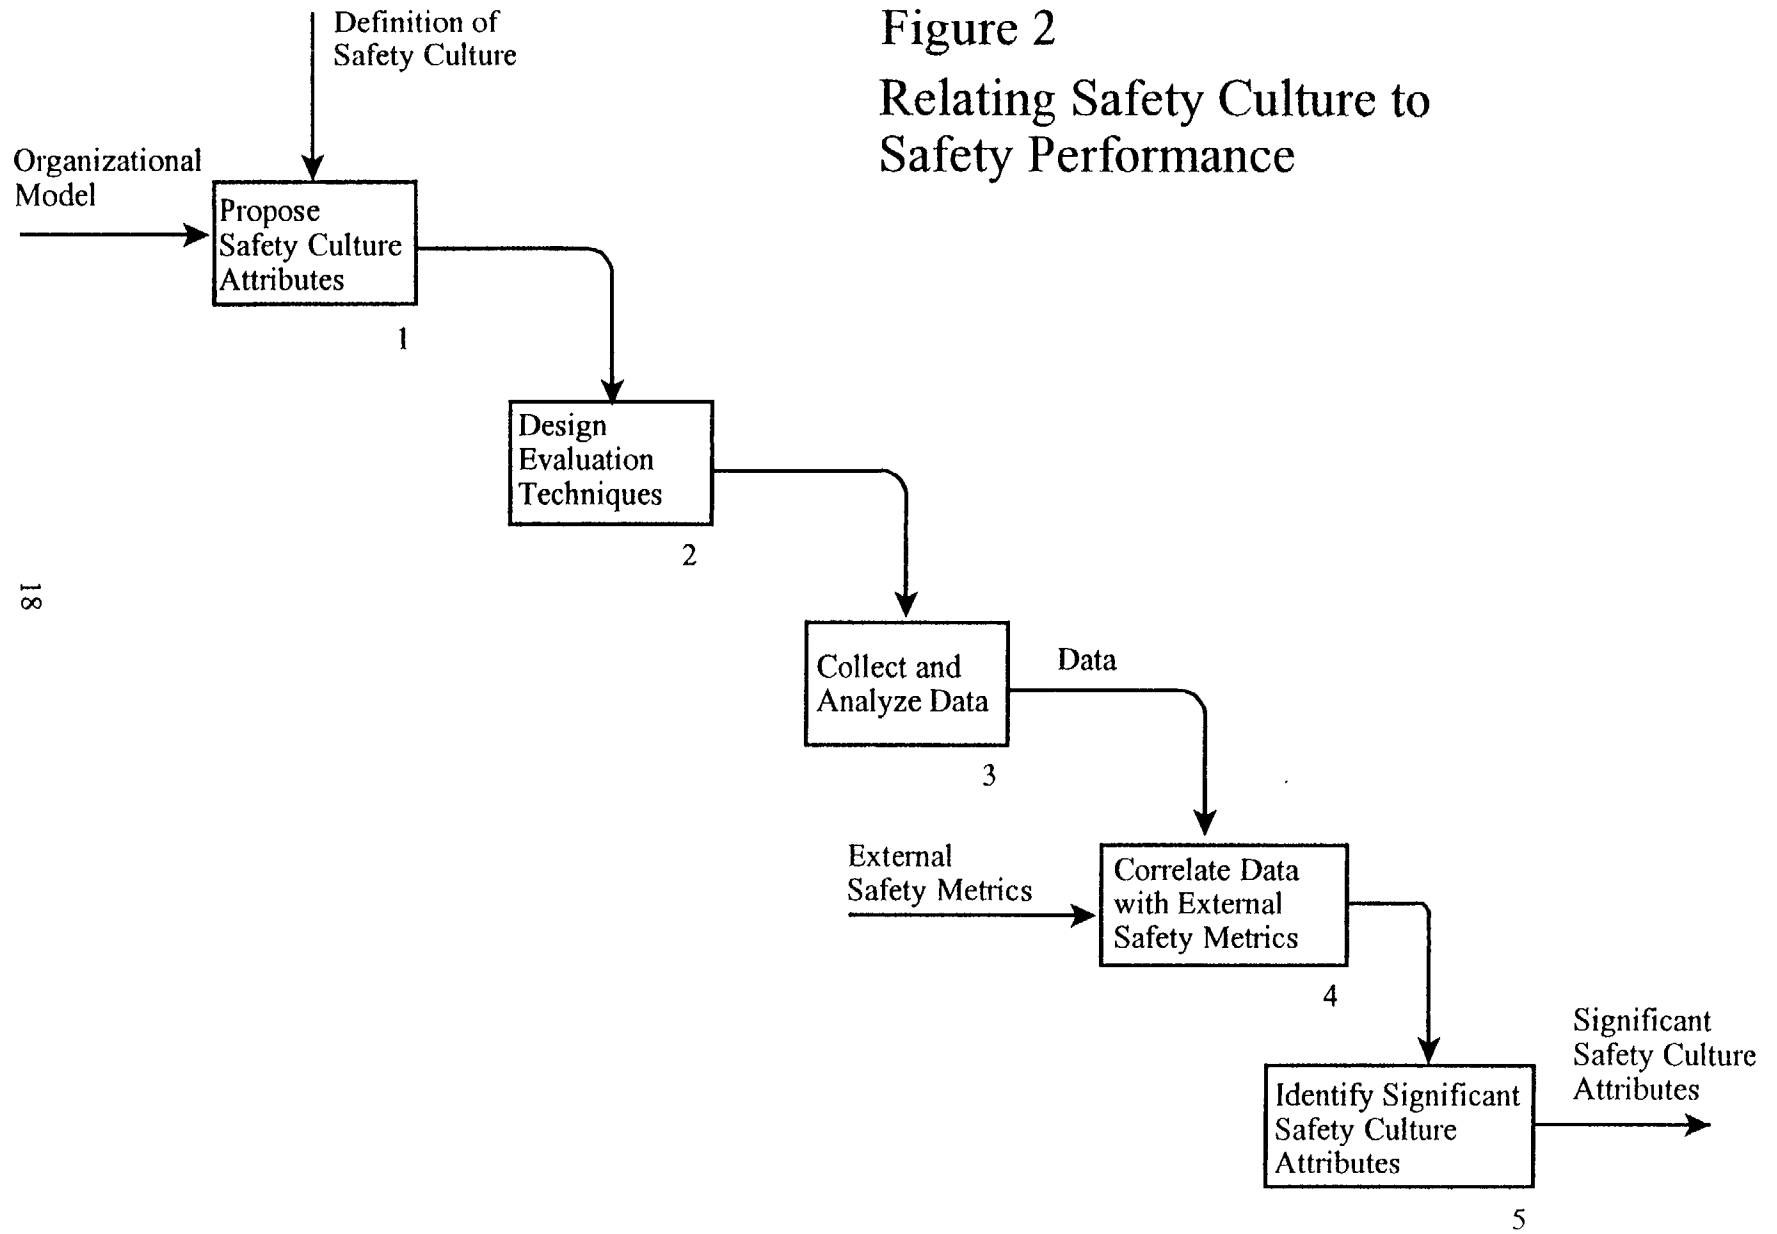 Definition of
Safety Culture
Figure 2
Relating Safety Culture to
Safety Performance
Organizational
Model
Propose
Safety Culture
Attributes
1
Design
Evaluation
Techniques
2
18
Collect and
Analyze Data
3
Data
External
Safety Metrics
Correlate Data
with External
Safety Metrics
4
Identify Significant
Safety Culture
Attributes
5
Significant
Safety Culture
Attributes